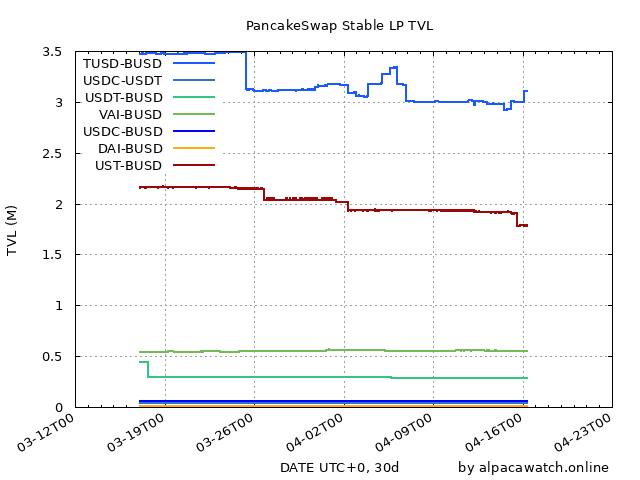 PancakeSwap Stable LP TVL
3.5
3
2.5
2
1.5
1
0.5
0
TVL (M)
TUSD-BUSD
USDC-USDT
USDT-BUSD
VAI-BUSD
USDC-BUSD
DAI-BUSD
UST-BUSD
03-12T00
03-19T00
03-26T00
04-02T00
04-09T00
04-16T00
04-23T00
DATE UTC+0, 30d
by alpacawatch.online